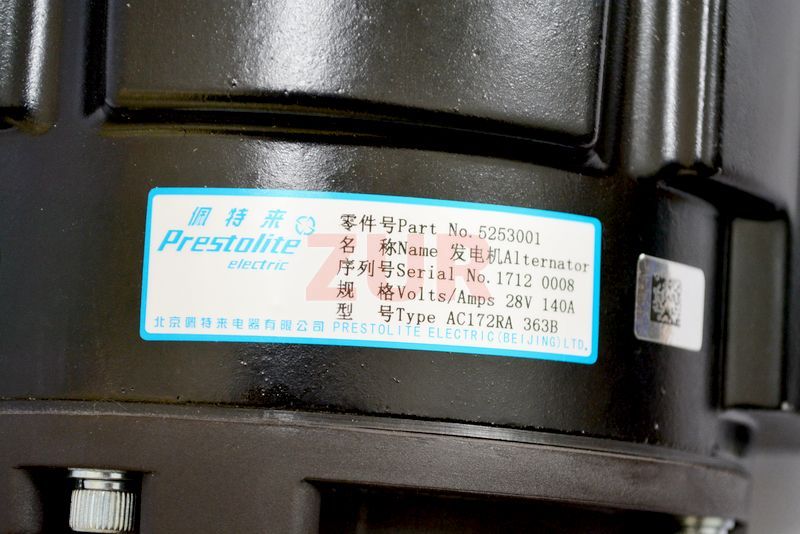 佩特来
Prestolite
electric
零件号Part No.5253001
名 称Name 发电机Alternator
序列号Serial No.1712 0008
规 格Volts/Amps 28V 140A
型 号Type AC172RA 363B
北京佩特来电器有限公司 PRESTOLITE ELECTRIC(BEIJING)LTD.
ZUR